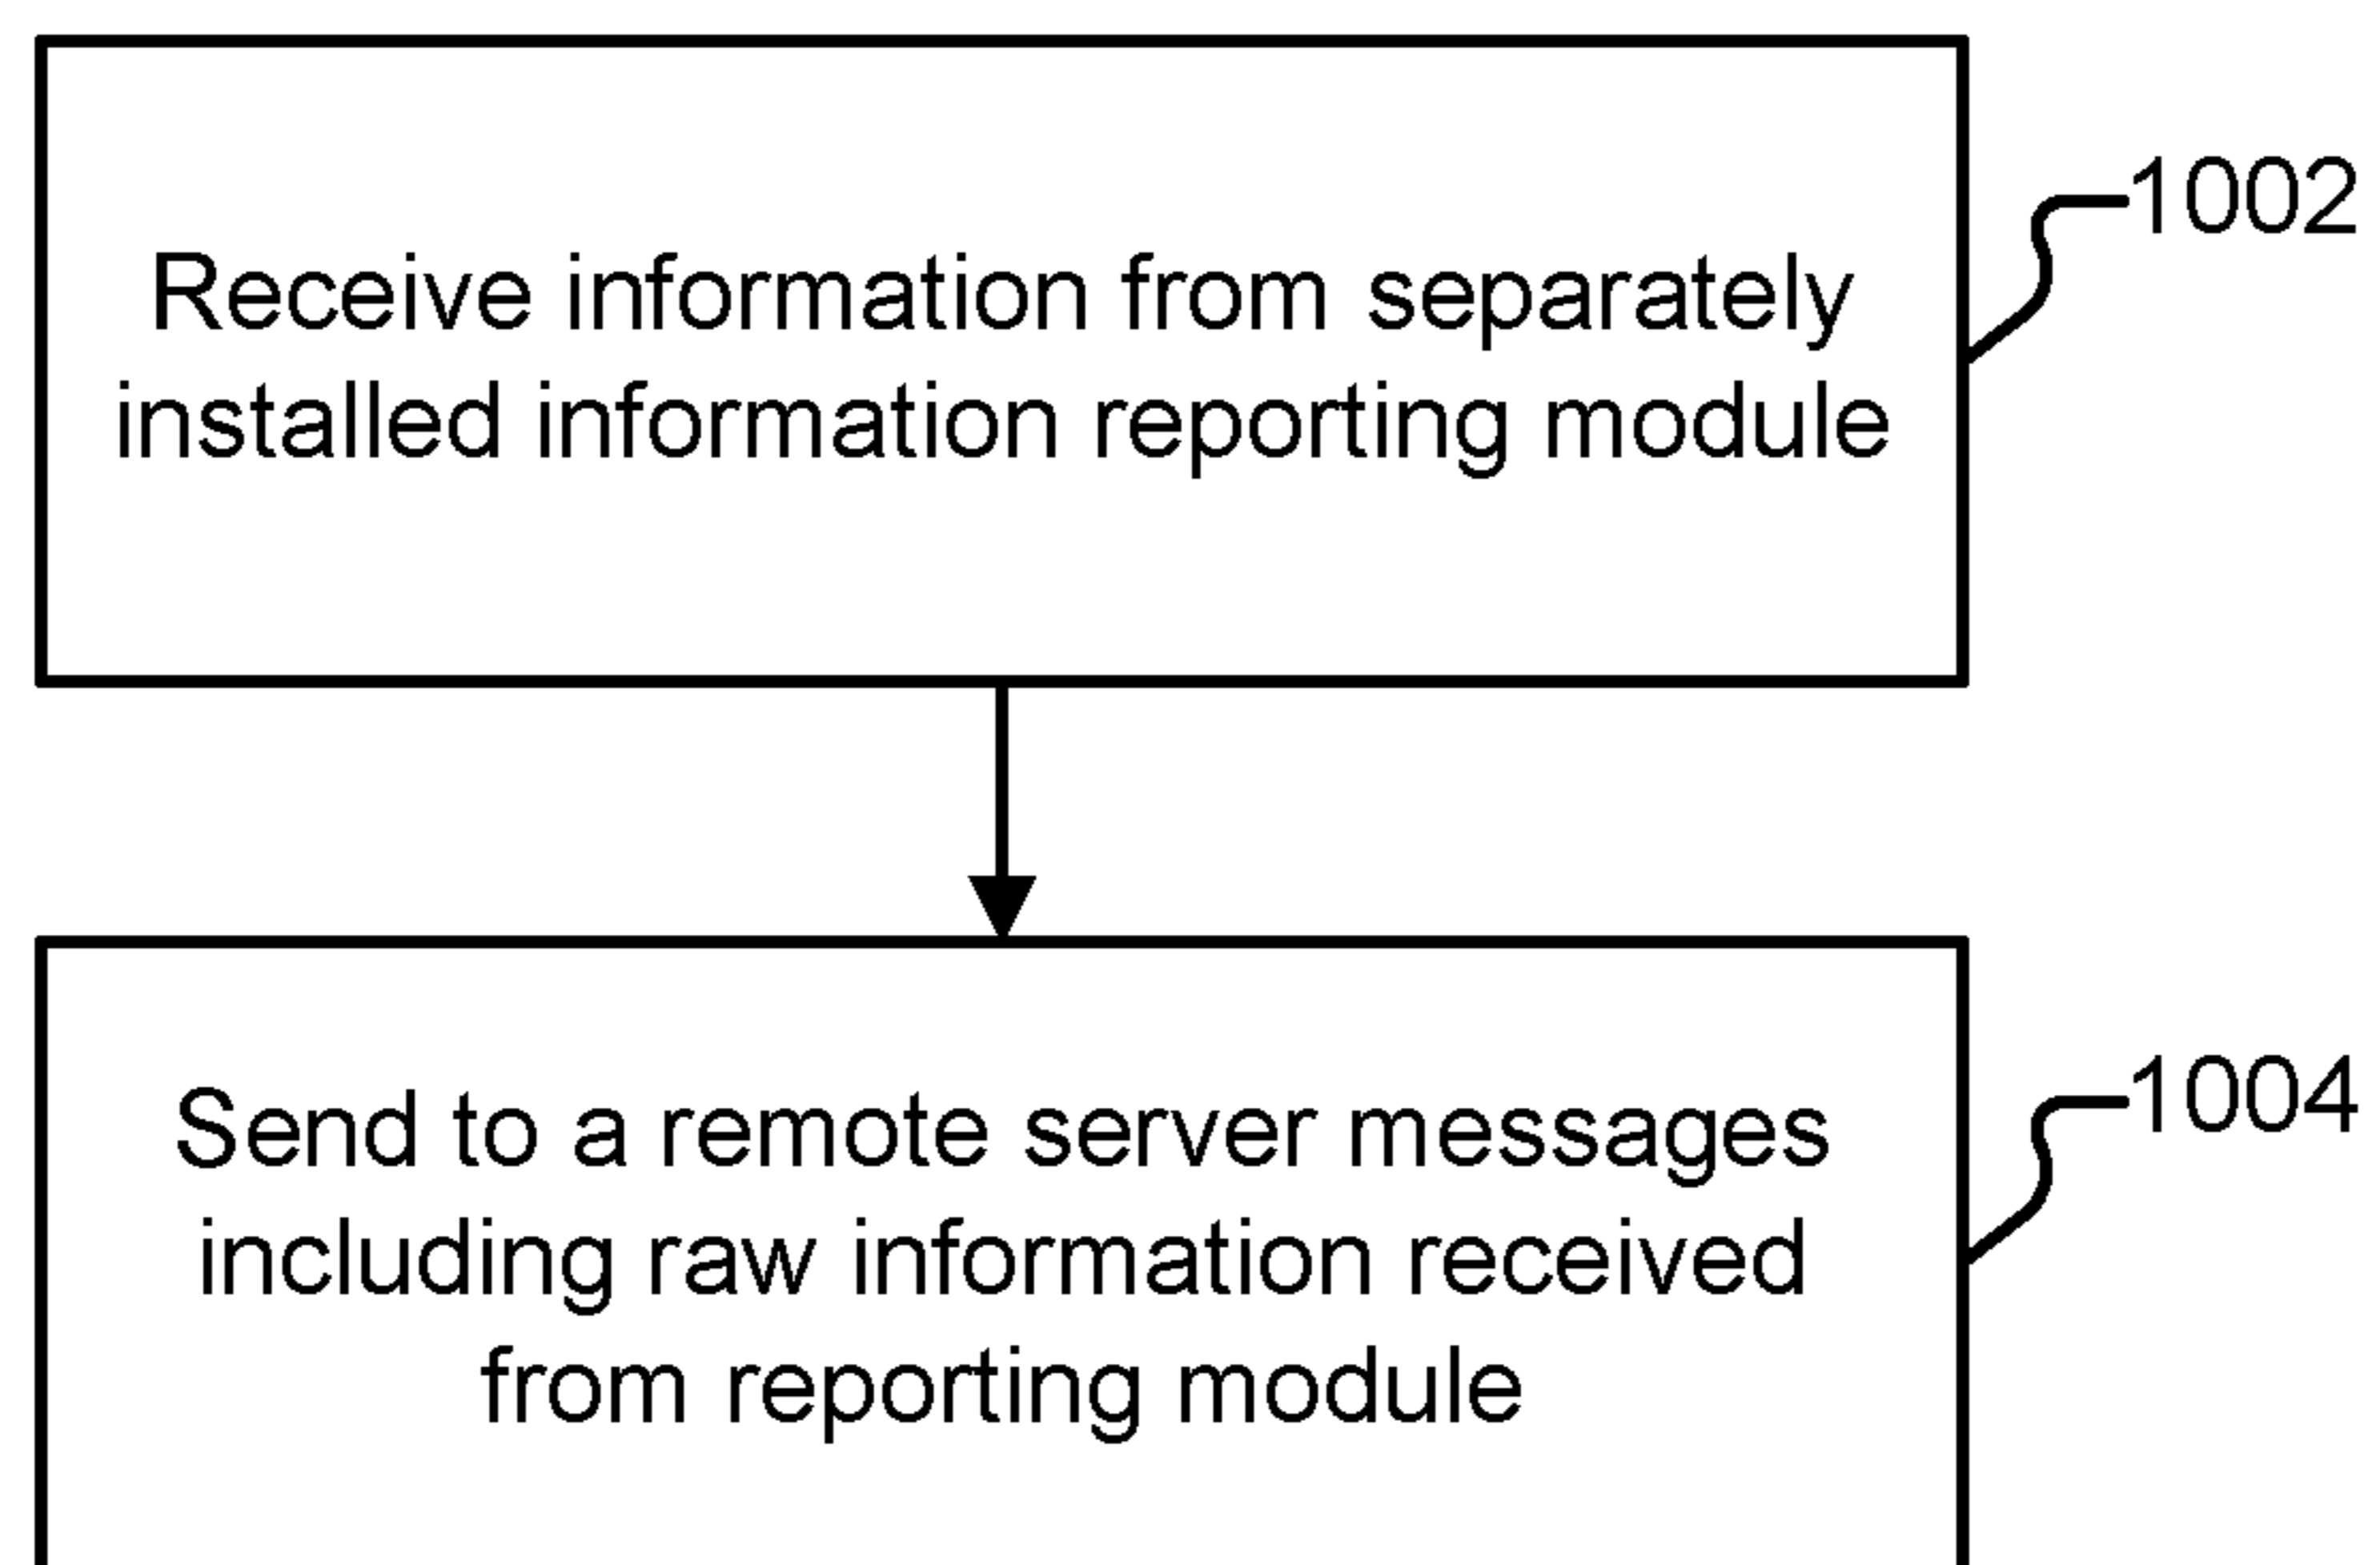 1002
Receive information from separately
installed information reporting module
1004
Send to a remote server messages
including raw information received
from reporting module